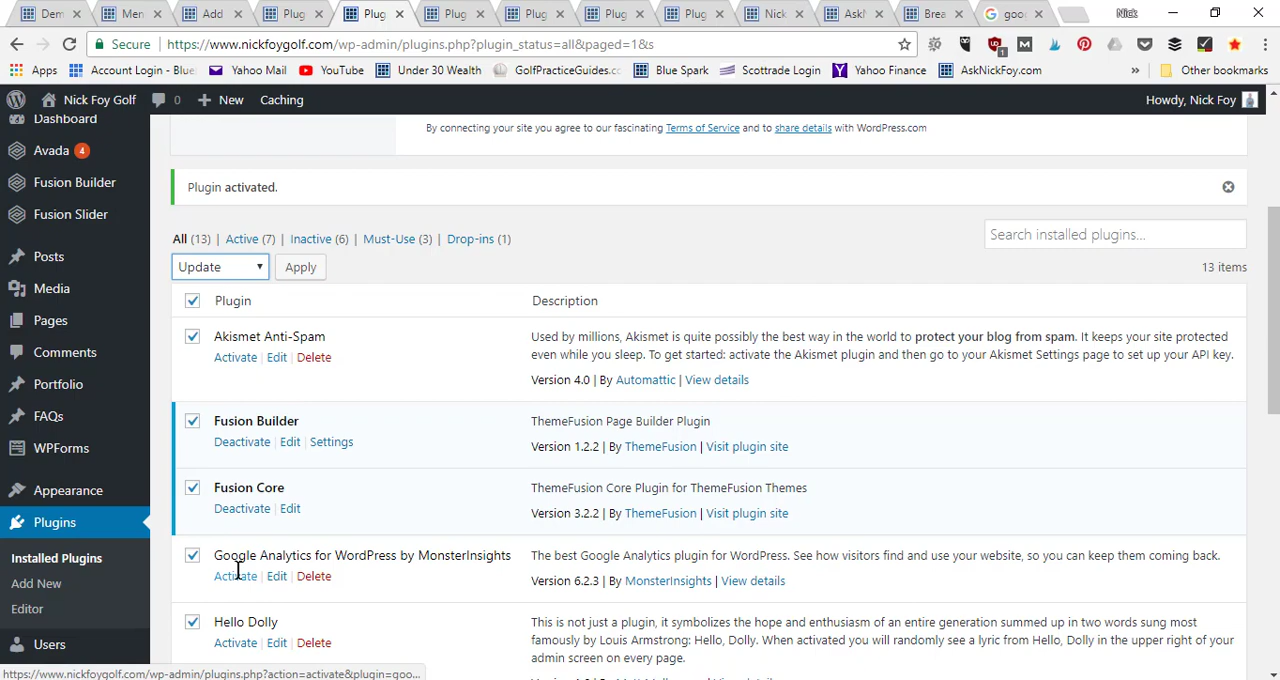 Dem
Men
Add
Plug
Plug
Plug
Plug
Plug
Plug
Nick
AskN
Brea
goo
Nick
Secure
https://www.nickfoygolf.com/wp-admin/plugins.php?plugin_status=all&paged=1&s
Apps
Account Login - Blue
Yahoo Mail
YouTube
Under 30 Wealth
GolfPracticeGuides.cc
Blue Spark
Scottrade Login
Yahoo Finance
AskNickFoy.com
»
Other bookmarks
Nick Foy Golf
0
New
Caching
Howdy, Nick Foy
Dashboard
Avada 4
Fusion Builder
Fusion Slider
Posts
Media
Pages
Comments
Portfolio
FAQs
WPForms
Appearance
Plugins
Installed Plugins
Add New
Editor
Users
By connecting your site you agree to our fascinating Terms of Service and to share details with WordPress.com
Plugin activated.
All (13) | Active (7) | Inactive (6) | Must-Use (3) | Drop-ins (1)
Search installed plugins...
Update
Apply
13 items
Plugin
Description
Akismet Anti-Spam
Activate | Edit | Delete
Used by millions, Akismet is quite possibly the best way in the world to protect your blog from spam. It keeps your site protected
even while you sleep. To get started: activate the Akismet plugin and then go to your Akismet Settings page to set up your API key.
Version 4.0 | By Automattic | View details
Fusion Builder
Deactivate | Edit | Settings
ThemeFusion Page Builder Plugin
Version 1.2.2 | By ThemeFusion | Visit plugin site
Fusion Core
Deactivate | Edit
ThemeFusion Core Plugin for ThemeFusion Themes
Version 3.2.2 | By ThemeFusion | Visit plugin site
Google Analytics for WordPress by MonsterInsights
Activate | Edit | Delete
The best Google Analytics plugin for WordPress. See how visitors find and use your website, so you can keep them coming back.
Version 6.2.3 | By MonsterInsights | View details
Hello Dolly
Activate | Edit | Delete
This is not just a plugin, it symbolizes the hope and enthusiasm of an entire generation summed up in two words sung most
famously by Louis Armstrong: Hello, Dolly. When activated you will randomly see a lyric from Hello, Dolly in the upper right of your
admin screen on every page.
https://www.nickfoygolf.com/wp-admin/plugins.php?action=activate&plugin=goo...